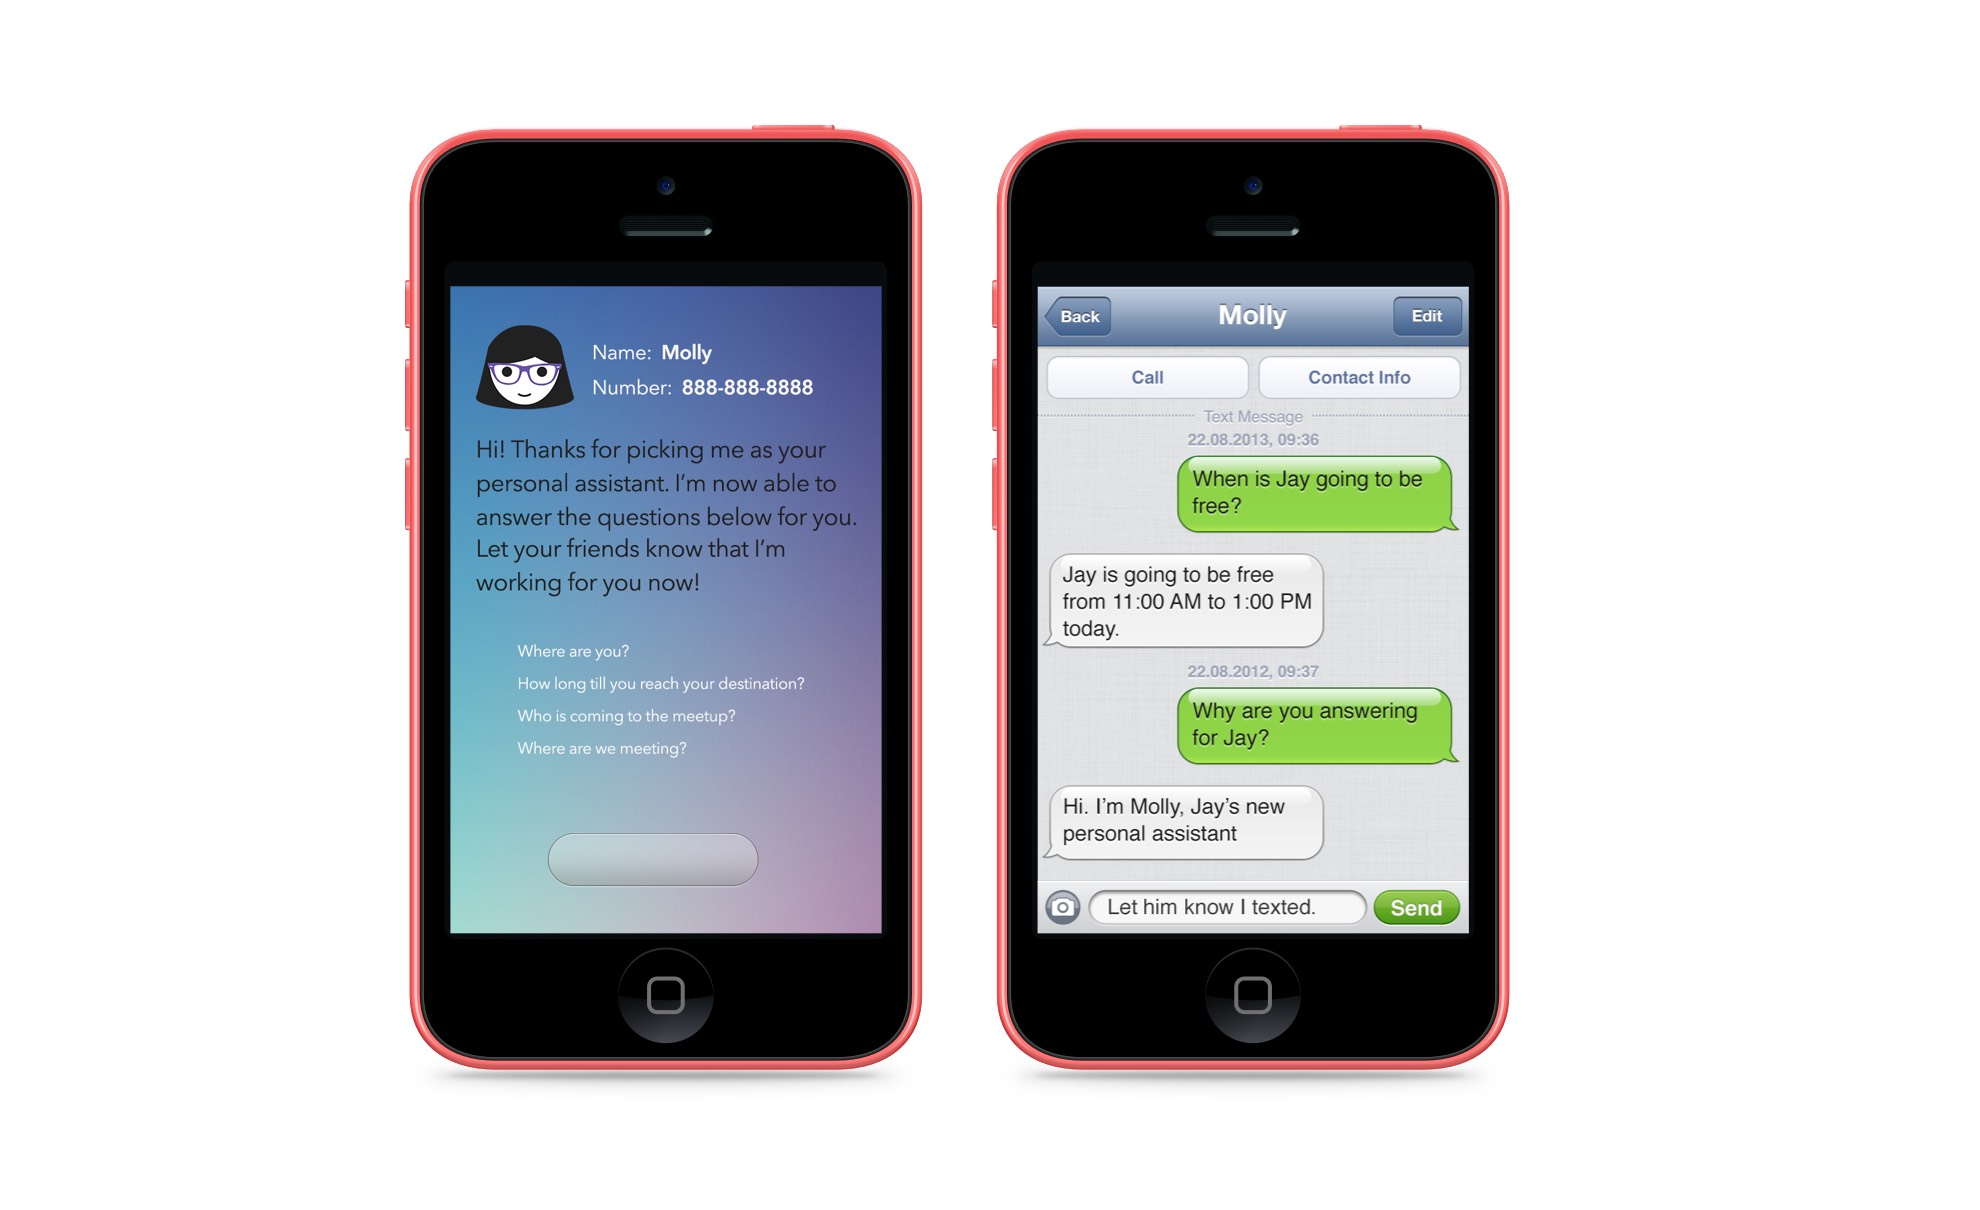 Name: Molly
Number: 888-888-8888
Hi! Thanks for picking me as your
personal assistant. I'm now able to
answer the questions below for you.
Let your friends know that I'm
working for you now!
Where are you?
How long till you reach your destination?
Who is coming to the meetup?
Where are we meeting?
Back
Molly
Edit
Call
Contact Info
Text Message
22.08.2013, 09:36
When is Jay going to be
free?
Jay is going to be free
from 11:00 AM to 1:00 PM
today.
22.08.2012, 09:37
Why are you answering
for Jay?
Hi. I'm Molly, Jay's new
personal assistant
Let him know I texted.
Send